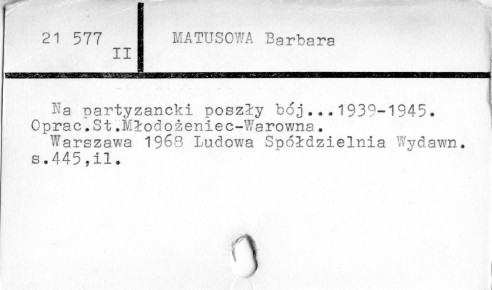 21 577
II
MATUSOWA Barbara
Na partyzancki poszły bój...1939-1945.
Oprac.St.Młodożeniec-Warowna.
Warszawa 1968 Ludowa Spółdzielnia Wydawn.
s.445,il.